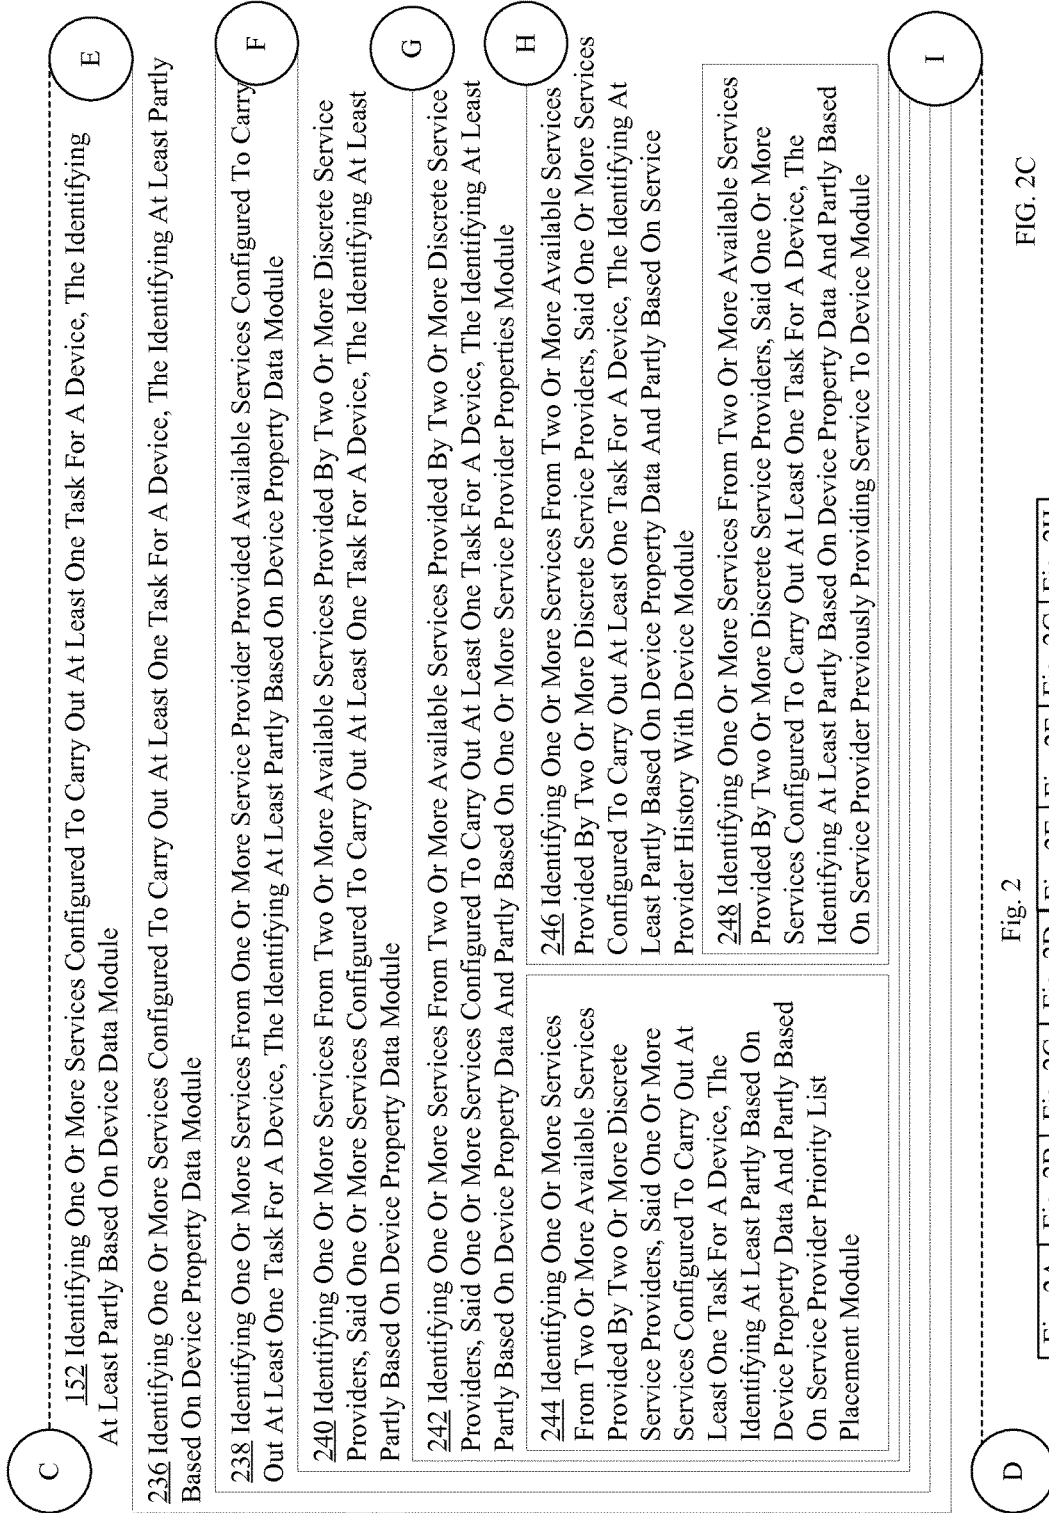 C
E
152 Identifying One Or More Services Configured To Carry Out At Least One Task For A Device, The Identifying
At Least Partly Based On Device Data Module
236 Identifying One Or More Services Configured To Carry Out At Least One Task For A Device, The Identifying At Least Partly
Based On Device Property Data Module
F
238 Identifying One Or More Services From One Or More Service Provider Provided Available Services Configured To Carry
Out At Least One Task For A Device, The Identifying At Least Partly Based On Device Property Data Module
240 Identifying One Or More Services From Two Or More Available Services Provided By Two Or More Discrete Service
Providers, Said One Or More Services Configured To Carry Out At Least One Task For A Device, The Identifying At Least
Partly Based On Device Property Data Module
G
242 Identifying One Or More Services From Two Or More Available Services Provided By Two Or More Discrete Service
Providers, Said One Or More Services Configured To Carry Out At Least One Task For A Device, The Identifying At Least
Partly Based On Device Property Data And Partly Based On One Or More Service Provider Properties Module
H
244 Identifying One Or More Services
From Two Or More Available Services
Provided By Two Or More Discrete
Service Providers, Said One Or More
Services Configured To Carry Out At
Least One Task For A Device, The
Identifying At Least Partly Based On
Device Property Data And Partly Based
On Service Provider Priority List
Placement Module
246 Identifying One Or More Services From Two Or More Available Services
Provided By Two Or More Discrete Service Providers, Said One Or More Services
Configured To Carry Out At Least One Task For A Device, The Identifying At
Least Partly Based On Device Property Data And Partly Based On Service
Provider History With Device Module
248 Identifying One Or More Services From Two Or More Available Services
Provided By Two Or More Discrete Service Providers, Said One Or More
Services Configured To Carry Out At Least One Task For A Device, The
Identifying At Least Partly Based On Device Property Data And Partly Based
On Service Provider Previously Providing Service To Device Module
D
I
Fig. 2
FIG. 2C